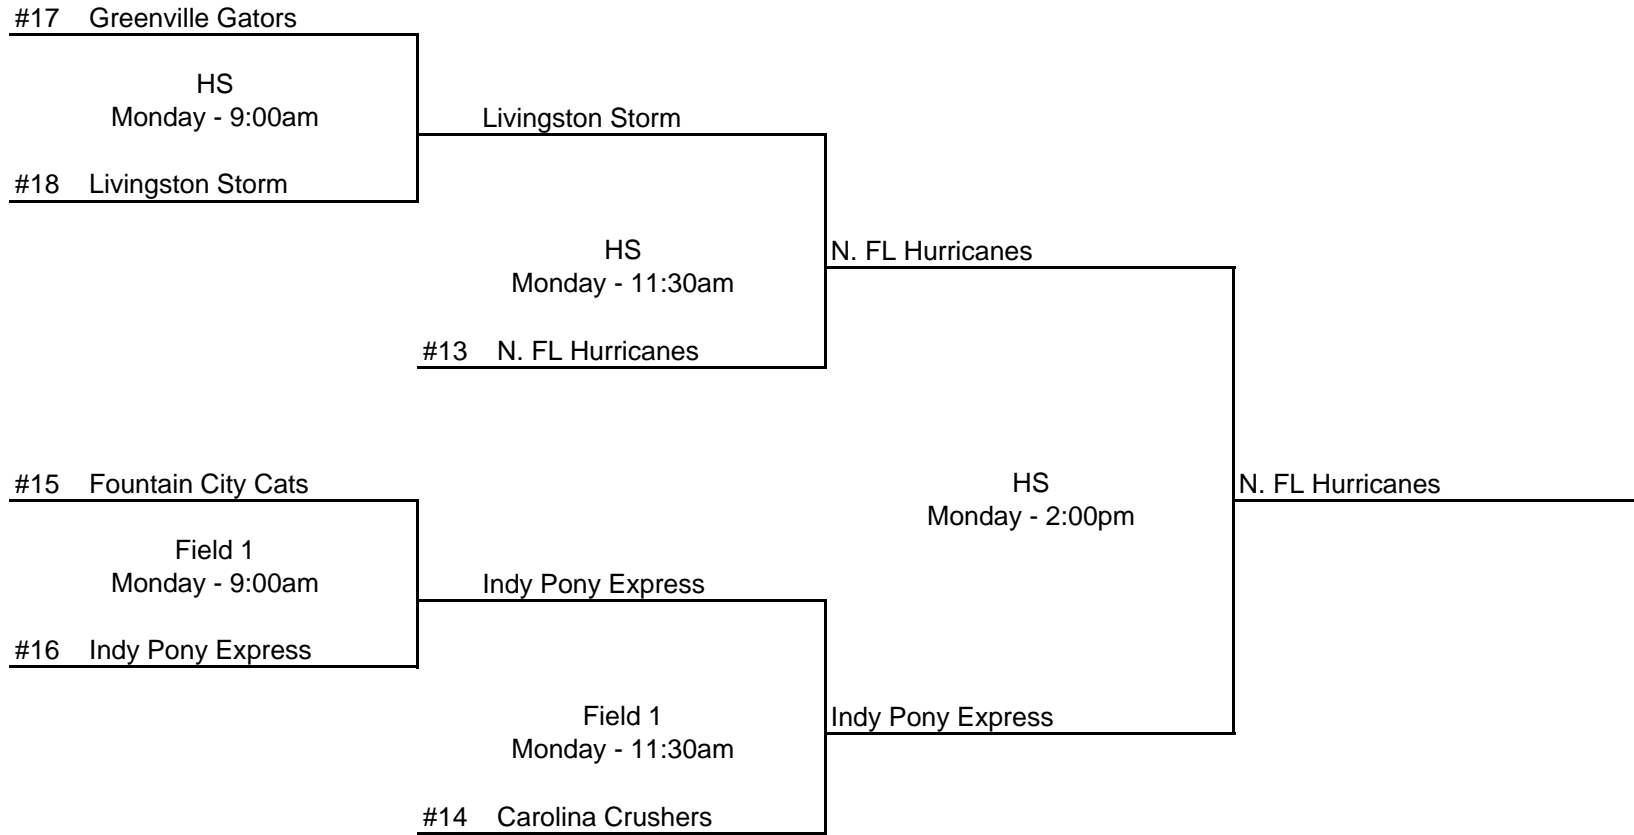 #17 Greenville Gators
HS
Monday - 9:00am
Livingston Storm
#18 Livingston Storm
HS
Monday - 11:30am
N. FL Hurricanes
#13 N. FL Hurricanes
#15 Fountain City Cats
HS
Monday - 2:00pm
N. FL Hurricanes
Field 1
Monday - 9:00am
Indy Pony Express
#16 Indy Pony Express
Field 1
Monday - 11:30am
Indy Pony Express
#14 Carolina Crushers